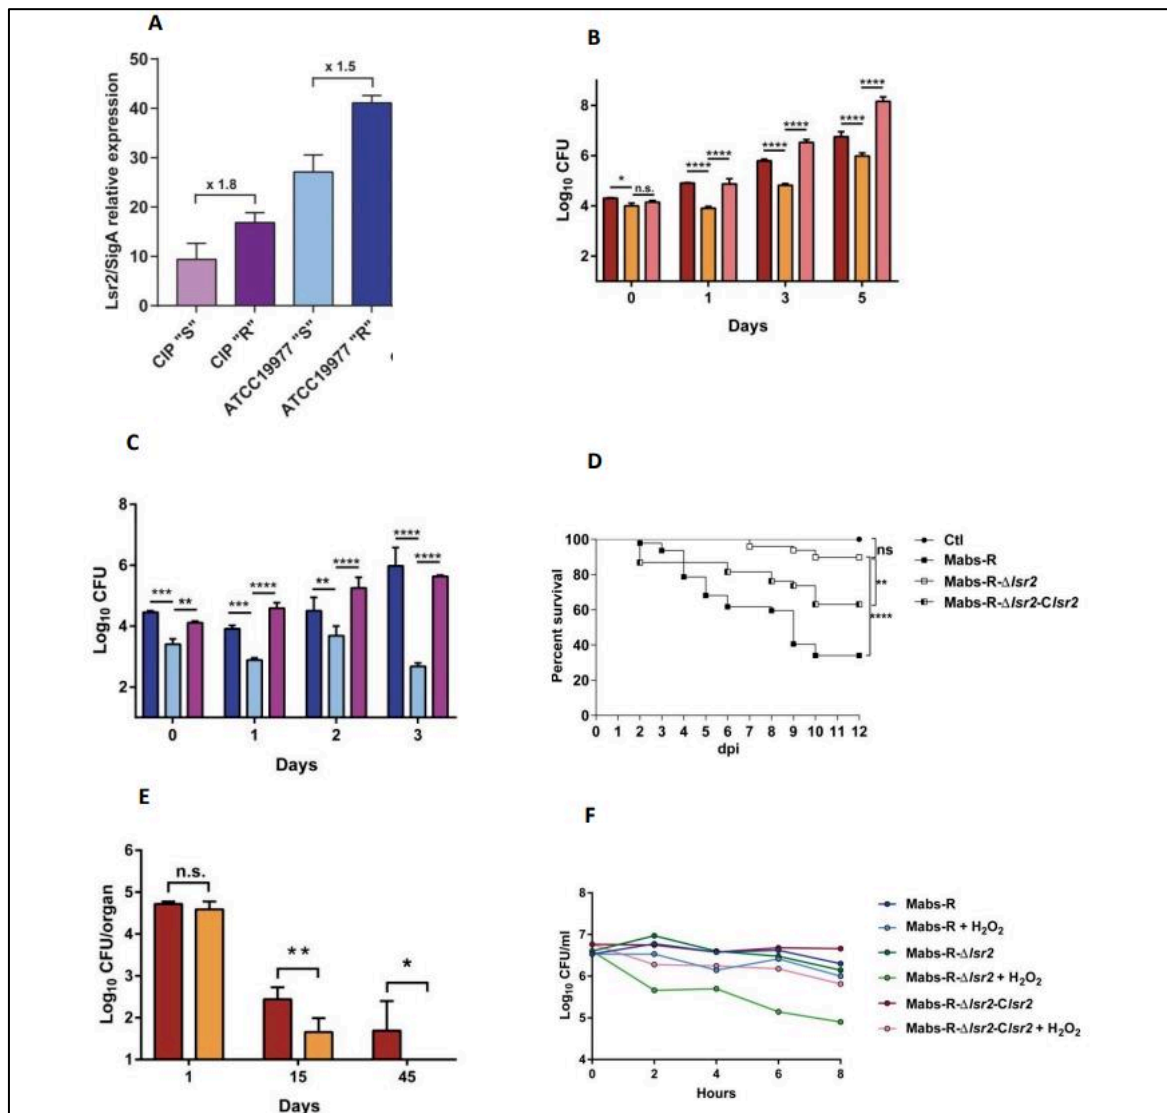 A
Lsr2/SigA relative expression
50
40
30
20
10
0
x 1.8
x 1.5
CIP "S"
CIP "R"
ATCC19977 "S"
ATCC19977 "R"
B
Log10 CFU
8
6
4
2
* n.s.
**** ****
**** ****
**** ****
0 1 3 5
Days
C
Log10 CFU
8
6
4
2
*** **
*** ****
** ****
**** ****
0 1 2 3
Days
D
Percent survival
100
80
60
40
20
0
0 1 2 3 4 5 6 7 8 9 10 11 12
dpi
ns
**
****
Ctl
Mabs-R
Mabs-R-Δlsr2
Mabs-R-Δlsr2-Clsr2
E
Log10 CFU/organ
6
5
4
3
2
1
n.s.
**
*
1 15 45
Days
F
Log10 CFU/ml
8
7
6
5
4
0 2 4 6 8
Hours
Mabs-R
Mabs-R + H2O2
Mabs-R-Δlsr2
Mabs-R-Δlsr2 + H2O2
Mabs-R-Δlsr2-Clsr2
Mabs-R-Δlsr2-Clsr2 + H2O2